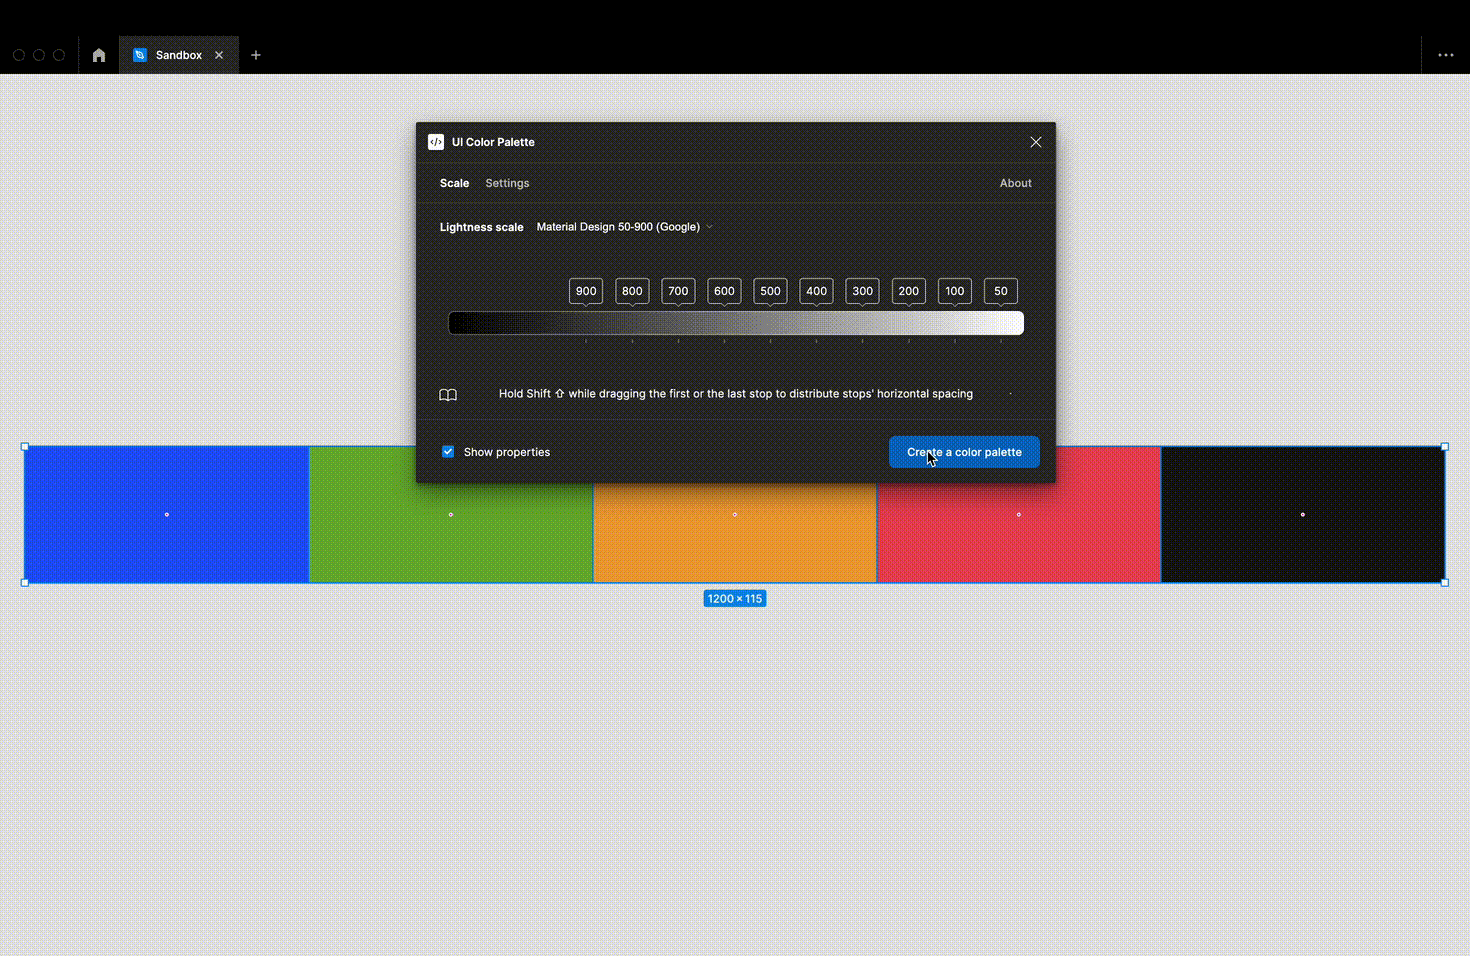 Sandbox
UI Color Palette
Scale Settings About
Lightness scale Material Design 50-900 (Google)
900 800 700 600 500 400 300 200 100 50
Hold Shift ⇧ while dragging the first or the last stop to distribute stops' horizontal spacing
Show properties Create a color palette
1200 × 115